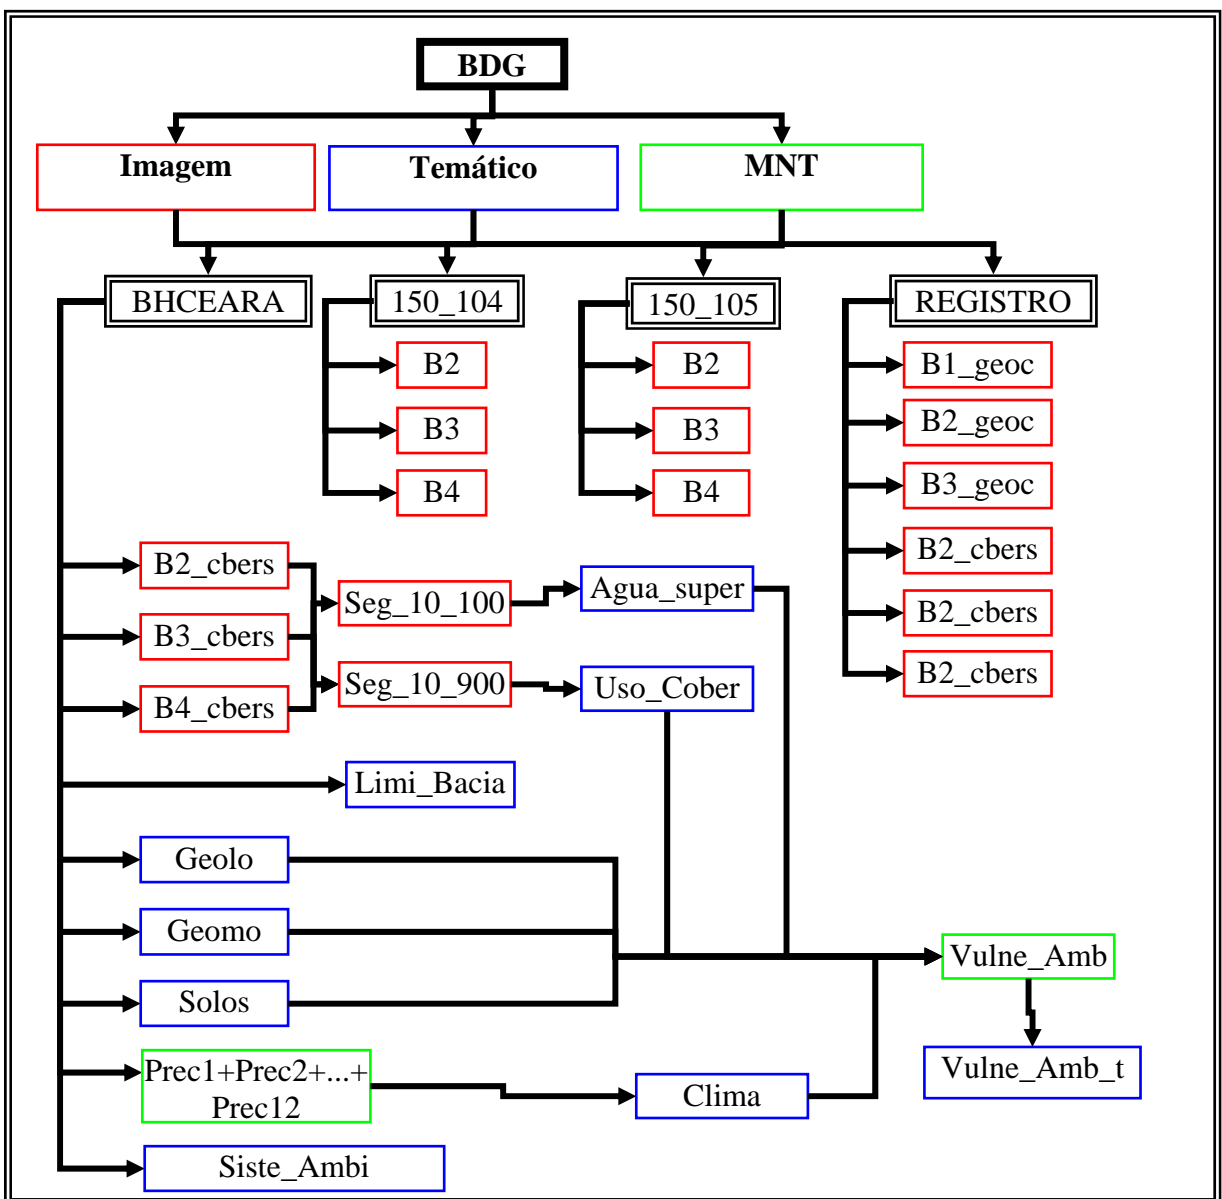 BDG
Imagem
Temático
MNT
BHCEARA
150_104
150_105
REGISTRO
B2
B3
B4
B2
B3
B4
B1_geoc
B2_geoc
B3_geoc
B2_cbers
B2_cbers
B2_cbers
B2_cbers
B3_cbers
B4_cbers
Seg_10_100
Seg_10_900
Agua_super
Uso_Cober
Limi_Bacia
Geolo
Geomo
Solos
Prec1+Prec2+...+
Prec12
Clima
Siste_Ambi
Vulne_Amb
Vulne_Amb_t